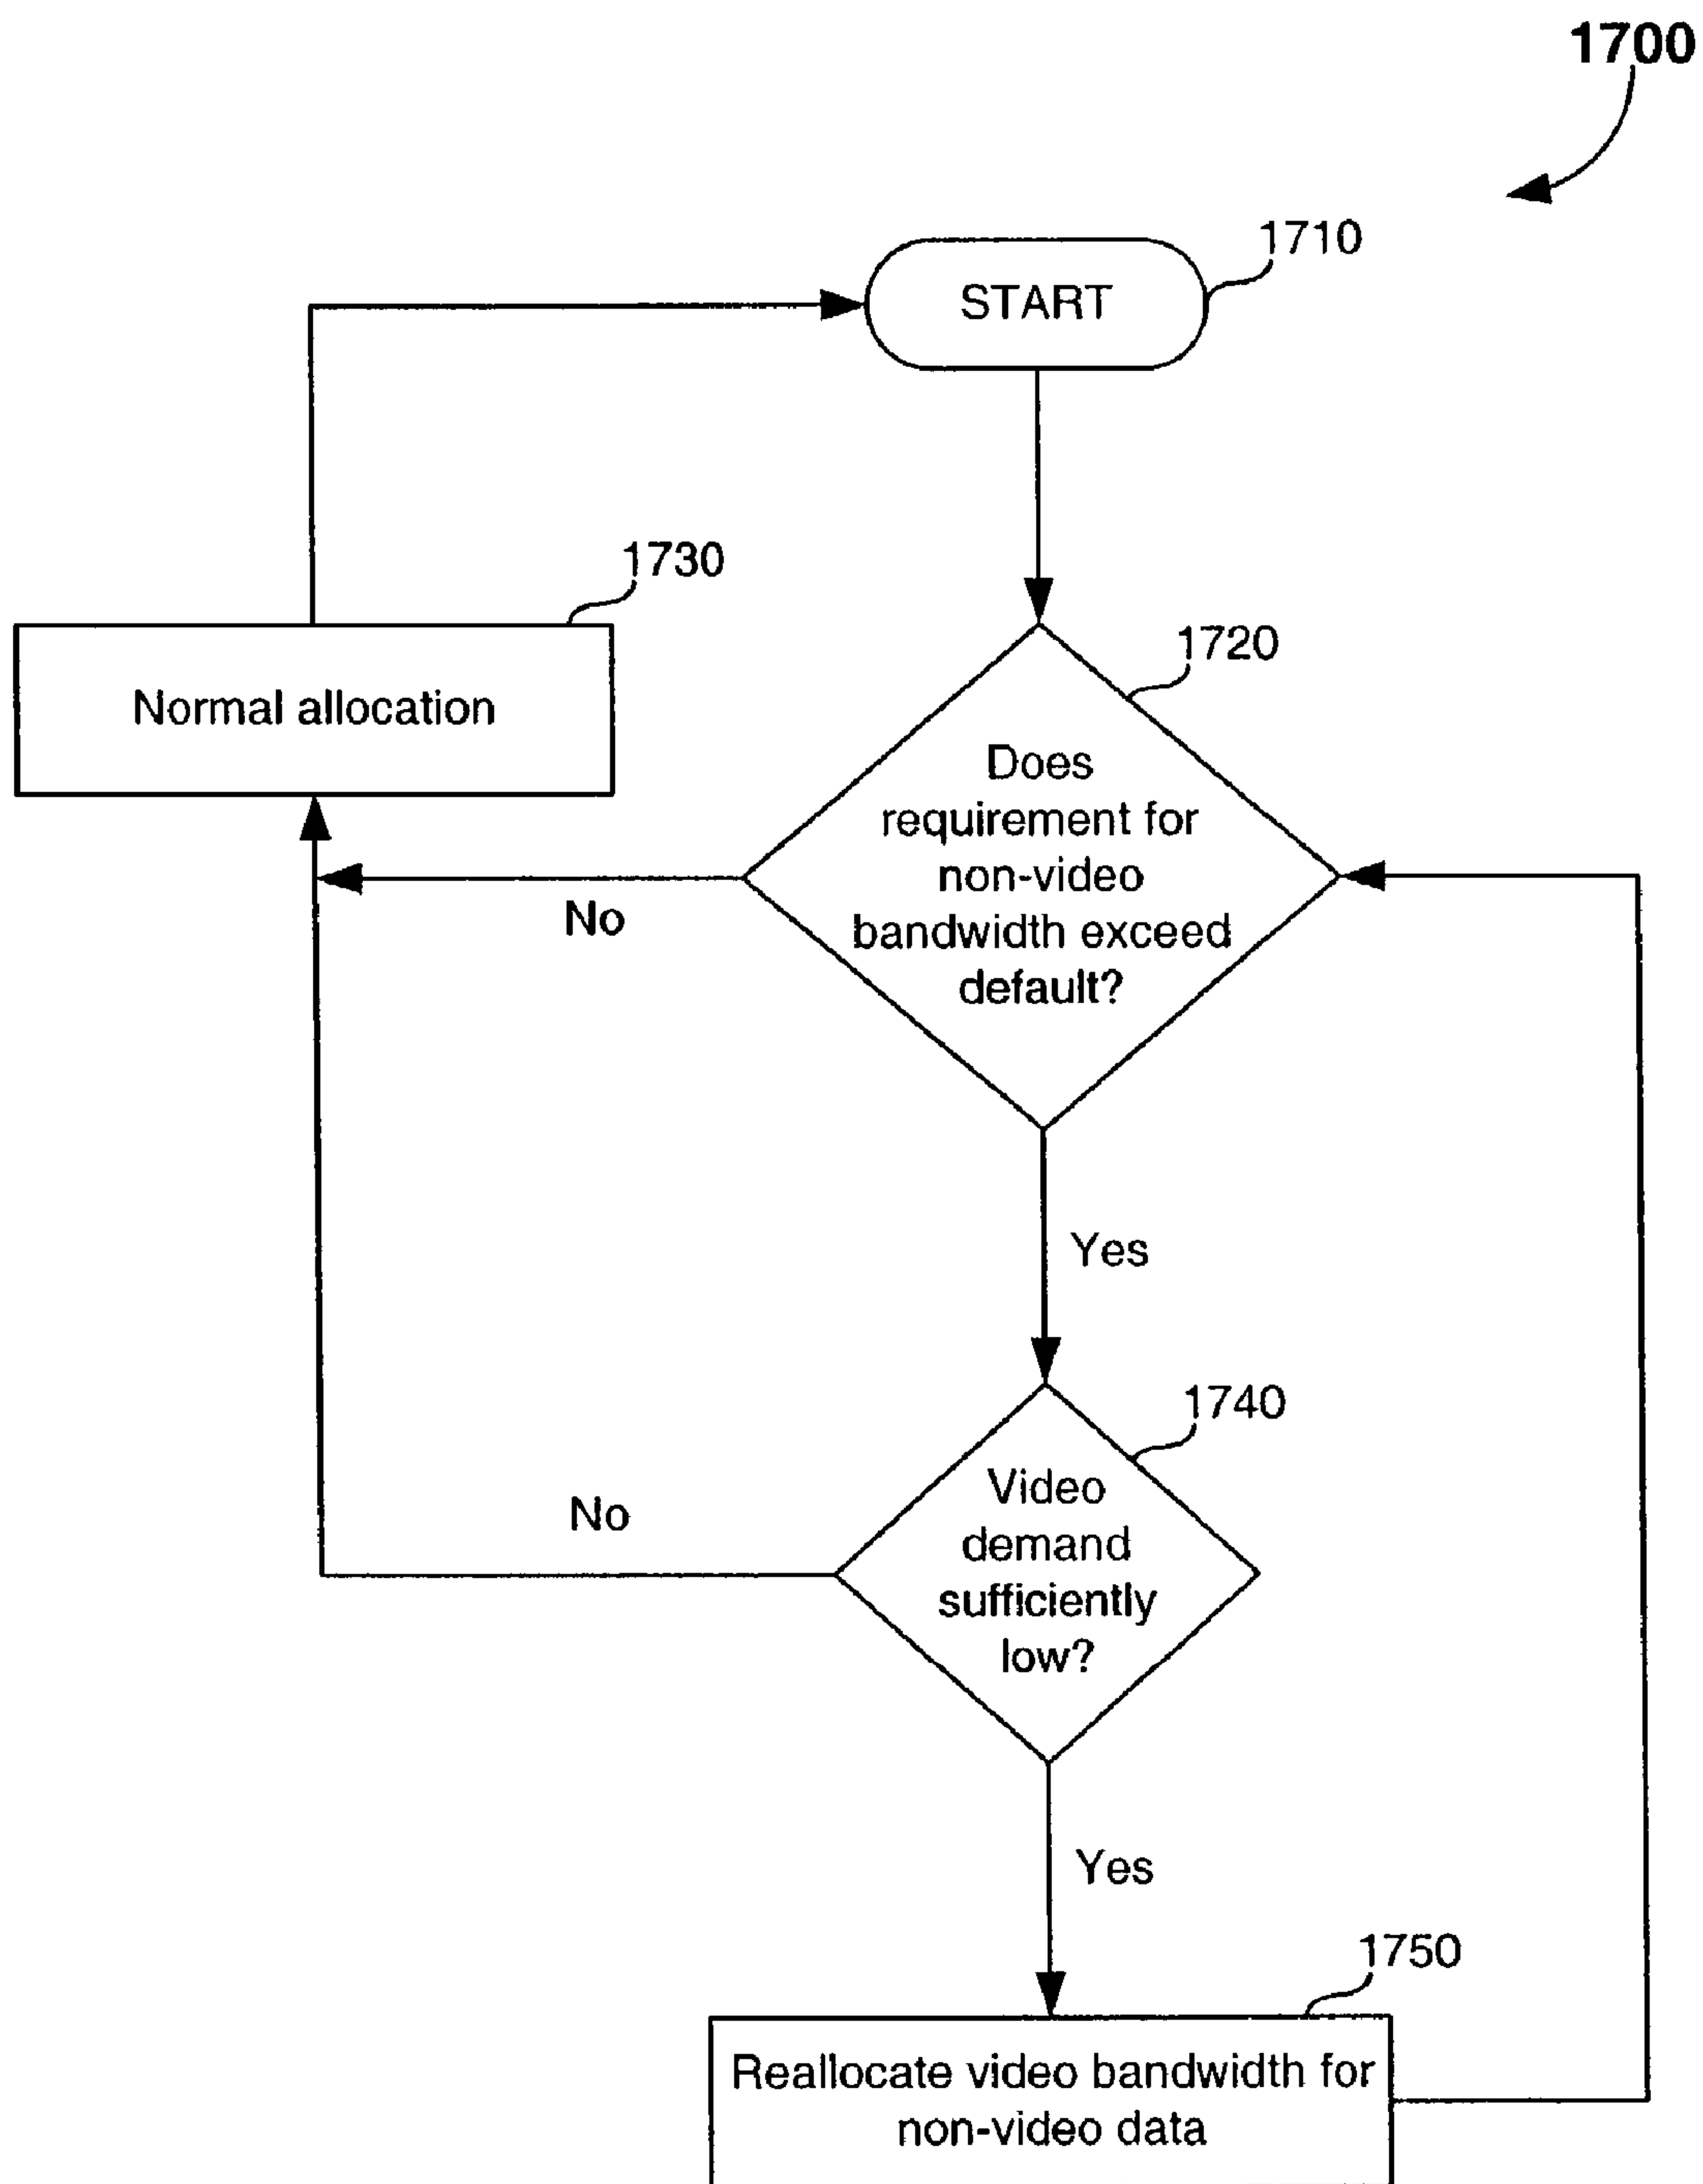 1700
1710
START
1730
Normal allocation
1720
Does
requirement for
non-video
bandwidth exceed
default?
No
Yes
1740
Video
demand
sufficiently
low?
No
Yes
1750
Reallocate video bandwidth for
non-video data